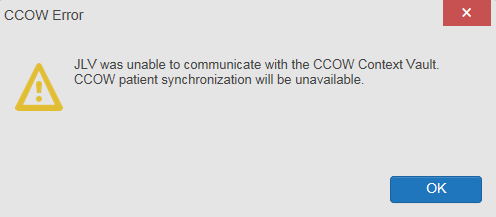 CCOW Error
JLV was unable to communicate with the CCOW Context Vault.
CCOW patient synchronization will be unavailable.
OK